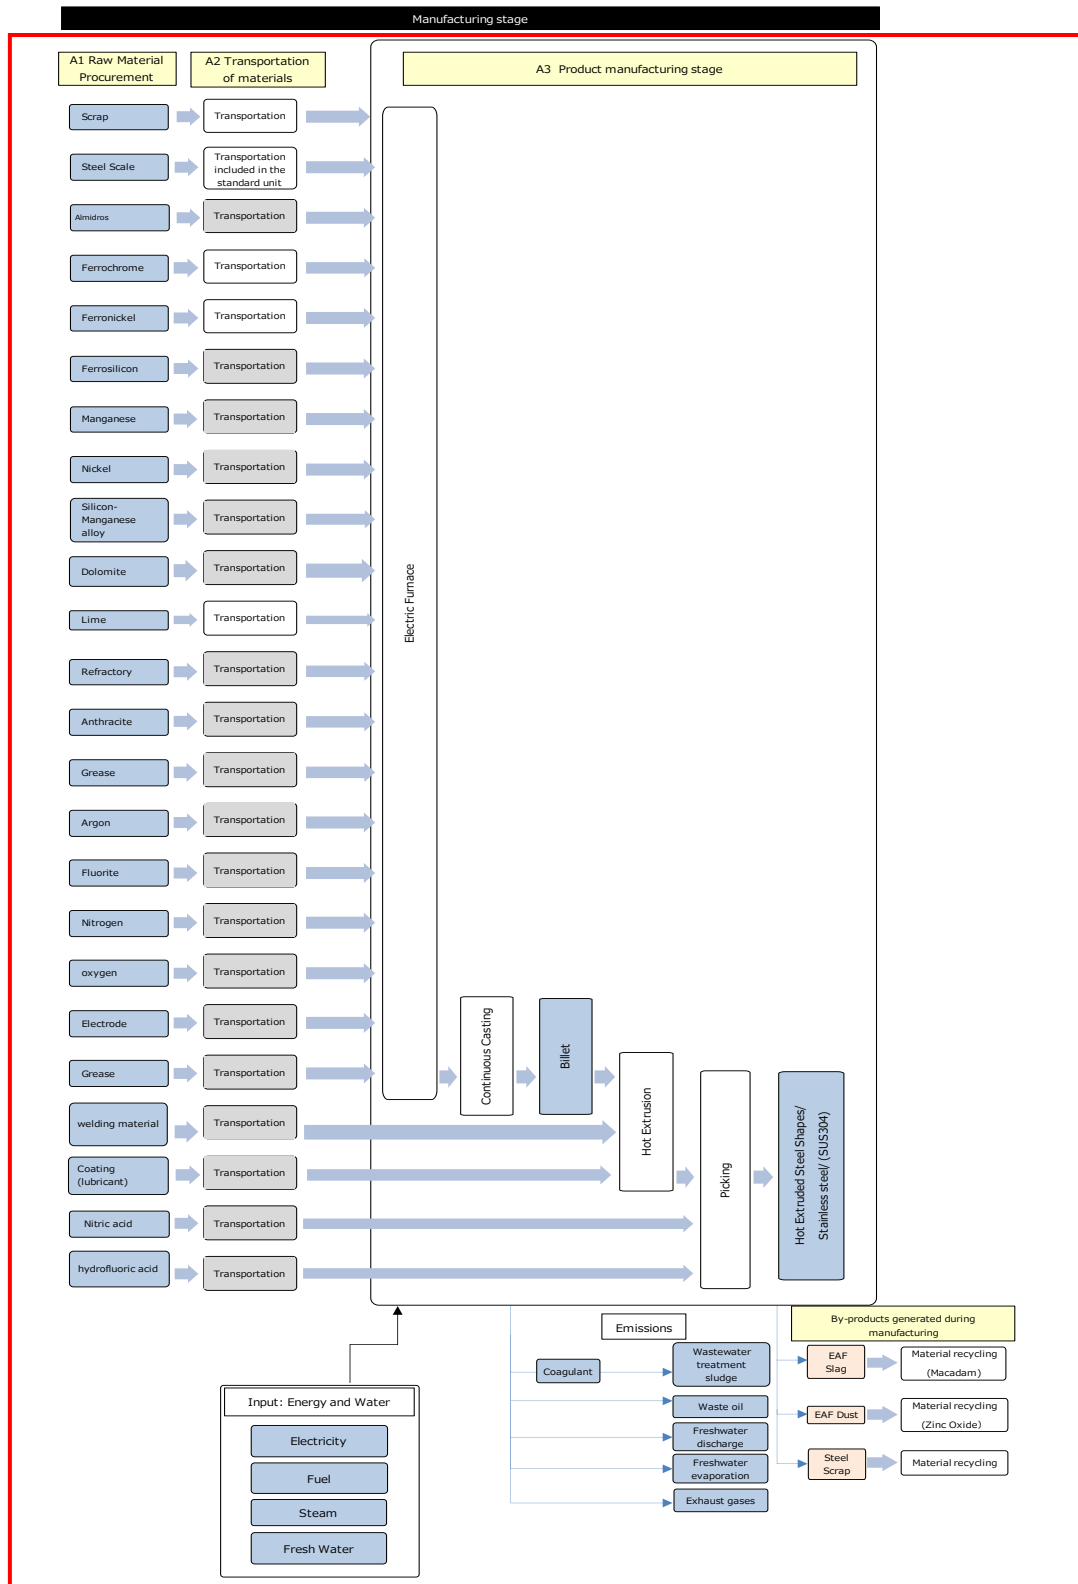 Manufacturing stage
A1 Raw Material
Procurement
A2 Transportation
of materials
A3 Product manufacturing stage
Scrap
Transportation
Steel Scale
Transportation
included in the
standard unit
Almidros
Transportation
Ferrochrome
Transportation
Ferronickel
Transportation
Ferrosilicon
Transportation
Manganese
Transportation
Nickel
Transportation
Silicon-
Manganese
alloy
Transportation
Dolomite
Transportation
Lime
Transportation
Refractory
Transportation
Anthracite
Transportation
Grease
Transportation
Argon
Transportation
Fluorite
Transportation
Nitrogen
Transportation
oxygen
Transportation
Electrode
Transportation
Grease
Transportation
welding material
Transportation
Coating
(lubricant)
Transportation
Nitric acid
Transportation
hydrofluoric acid
Transportation
Electric Furnace
Continuous Casting
Billet
Hot Extrusion
Picking
Hot Extruded Steel Shapes/
Stainless steel/ (SUS304)
Input: Energy and Water
Electricity
Fuel
Steam
Fresh Water
Emissions
Coagulant
Wastewater
treatment
sludge
Waste oil
Freshwater
discharge
Freshwater
evaporation
Exhaust gases
By-products generated during
manufacturing
EAF
Slag
Material recycling
(Macadam)
EAF Dust
Material recycling
(Zinc Oxide)
Steel
Scrap
Material recycling